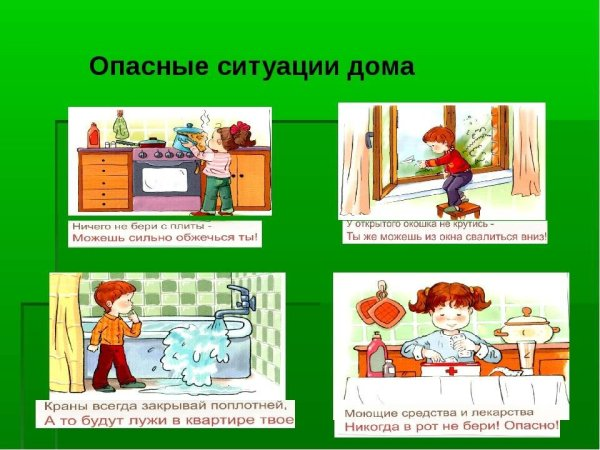 Опасные ситуации дома
Ничего не бери с плиты -
Можешь сильно обжечься ты!
У открытого окошка не крутись -
Ты же можешь из окна свалиться вниз!
Краны всегда закрывай поплотней,
А то будут лужи в квартире твоe
Моющие средства и лекарства
Никогда в рот не бери! Опасно!